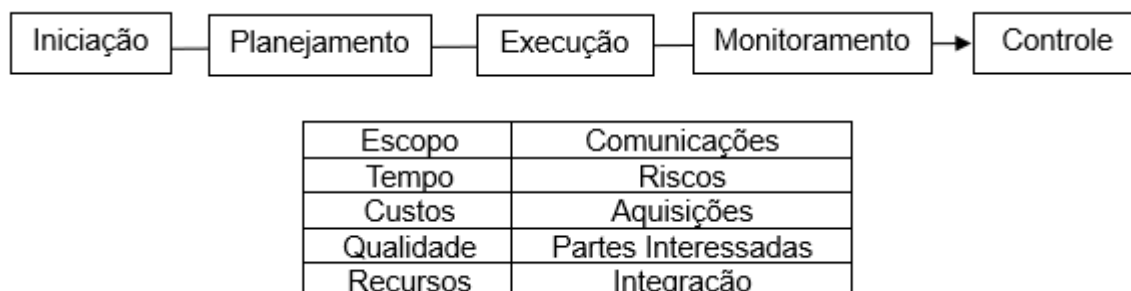 Iniciação Planejamento Execução Monitoramento Controle
Escopo Comunicações
Tempo Riscos
Custos Aquisições
Qualidade Partes Interessadas
Recursos Integração